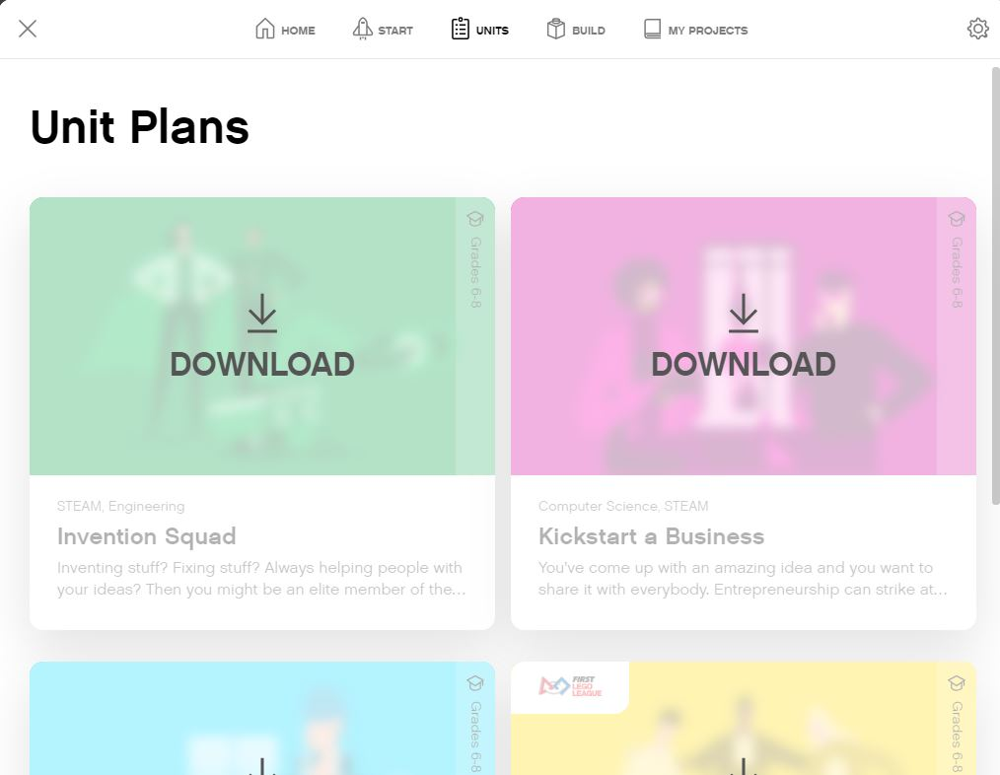 HOME
START
UNITS
BUILD
MY PROJECTS
Unit Plans
Grades 6-8
DOWNLOAD
STEAM, Engineering
Invention Squad
Inventing stuff? Fixing stuff? Always helping people with
your ideas? Then you might be an elite member of the...
Grades 6-8
DOWNLOAD
Computer Science, STEAM
Kickstart a Business
You've come up with an amazing idea and you want to
share it with everybody. Entrepreneurship can strike at...
Grades 6-8
FIRST
LEGO
LEAGUE
Grades 6-8